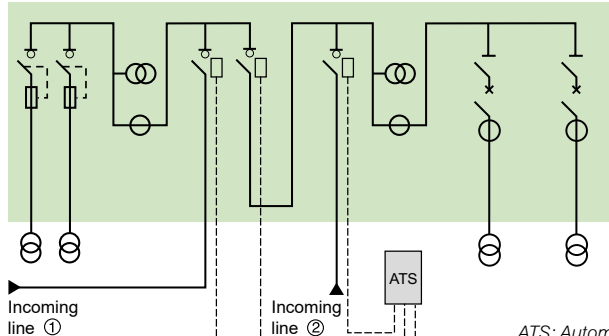 ATS
Incoming
line ①
Incoming
line ②
ATS: Autom